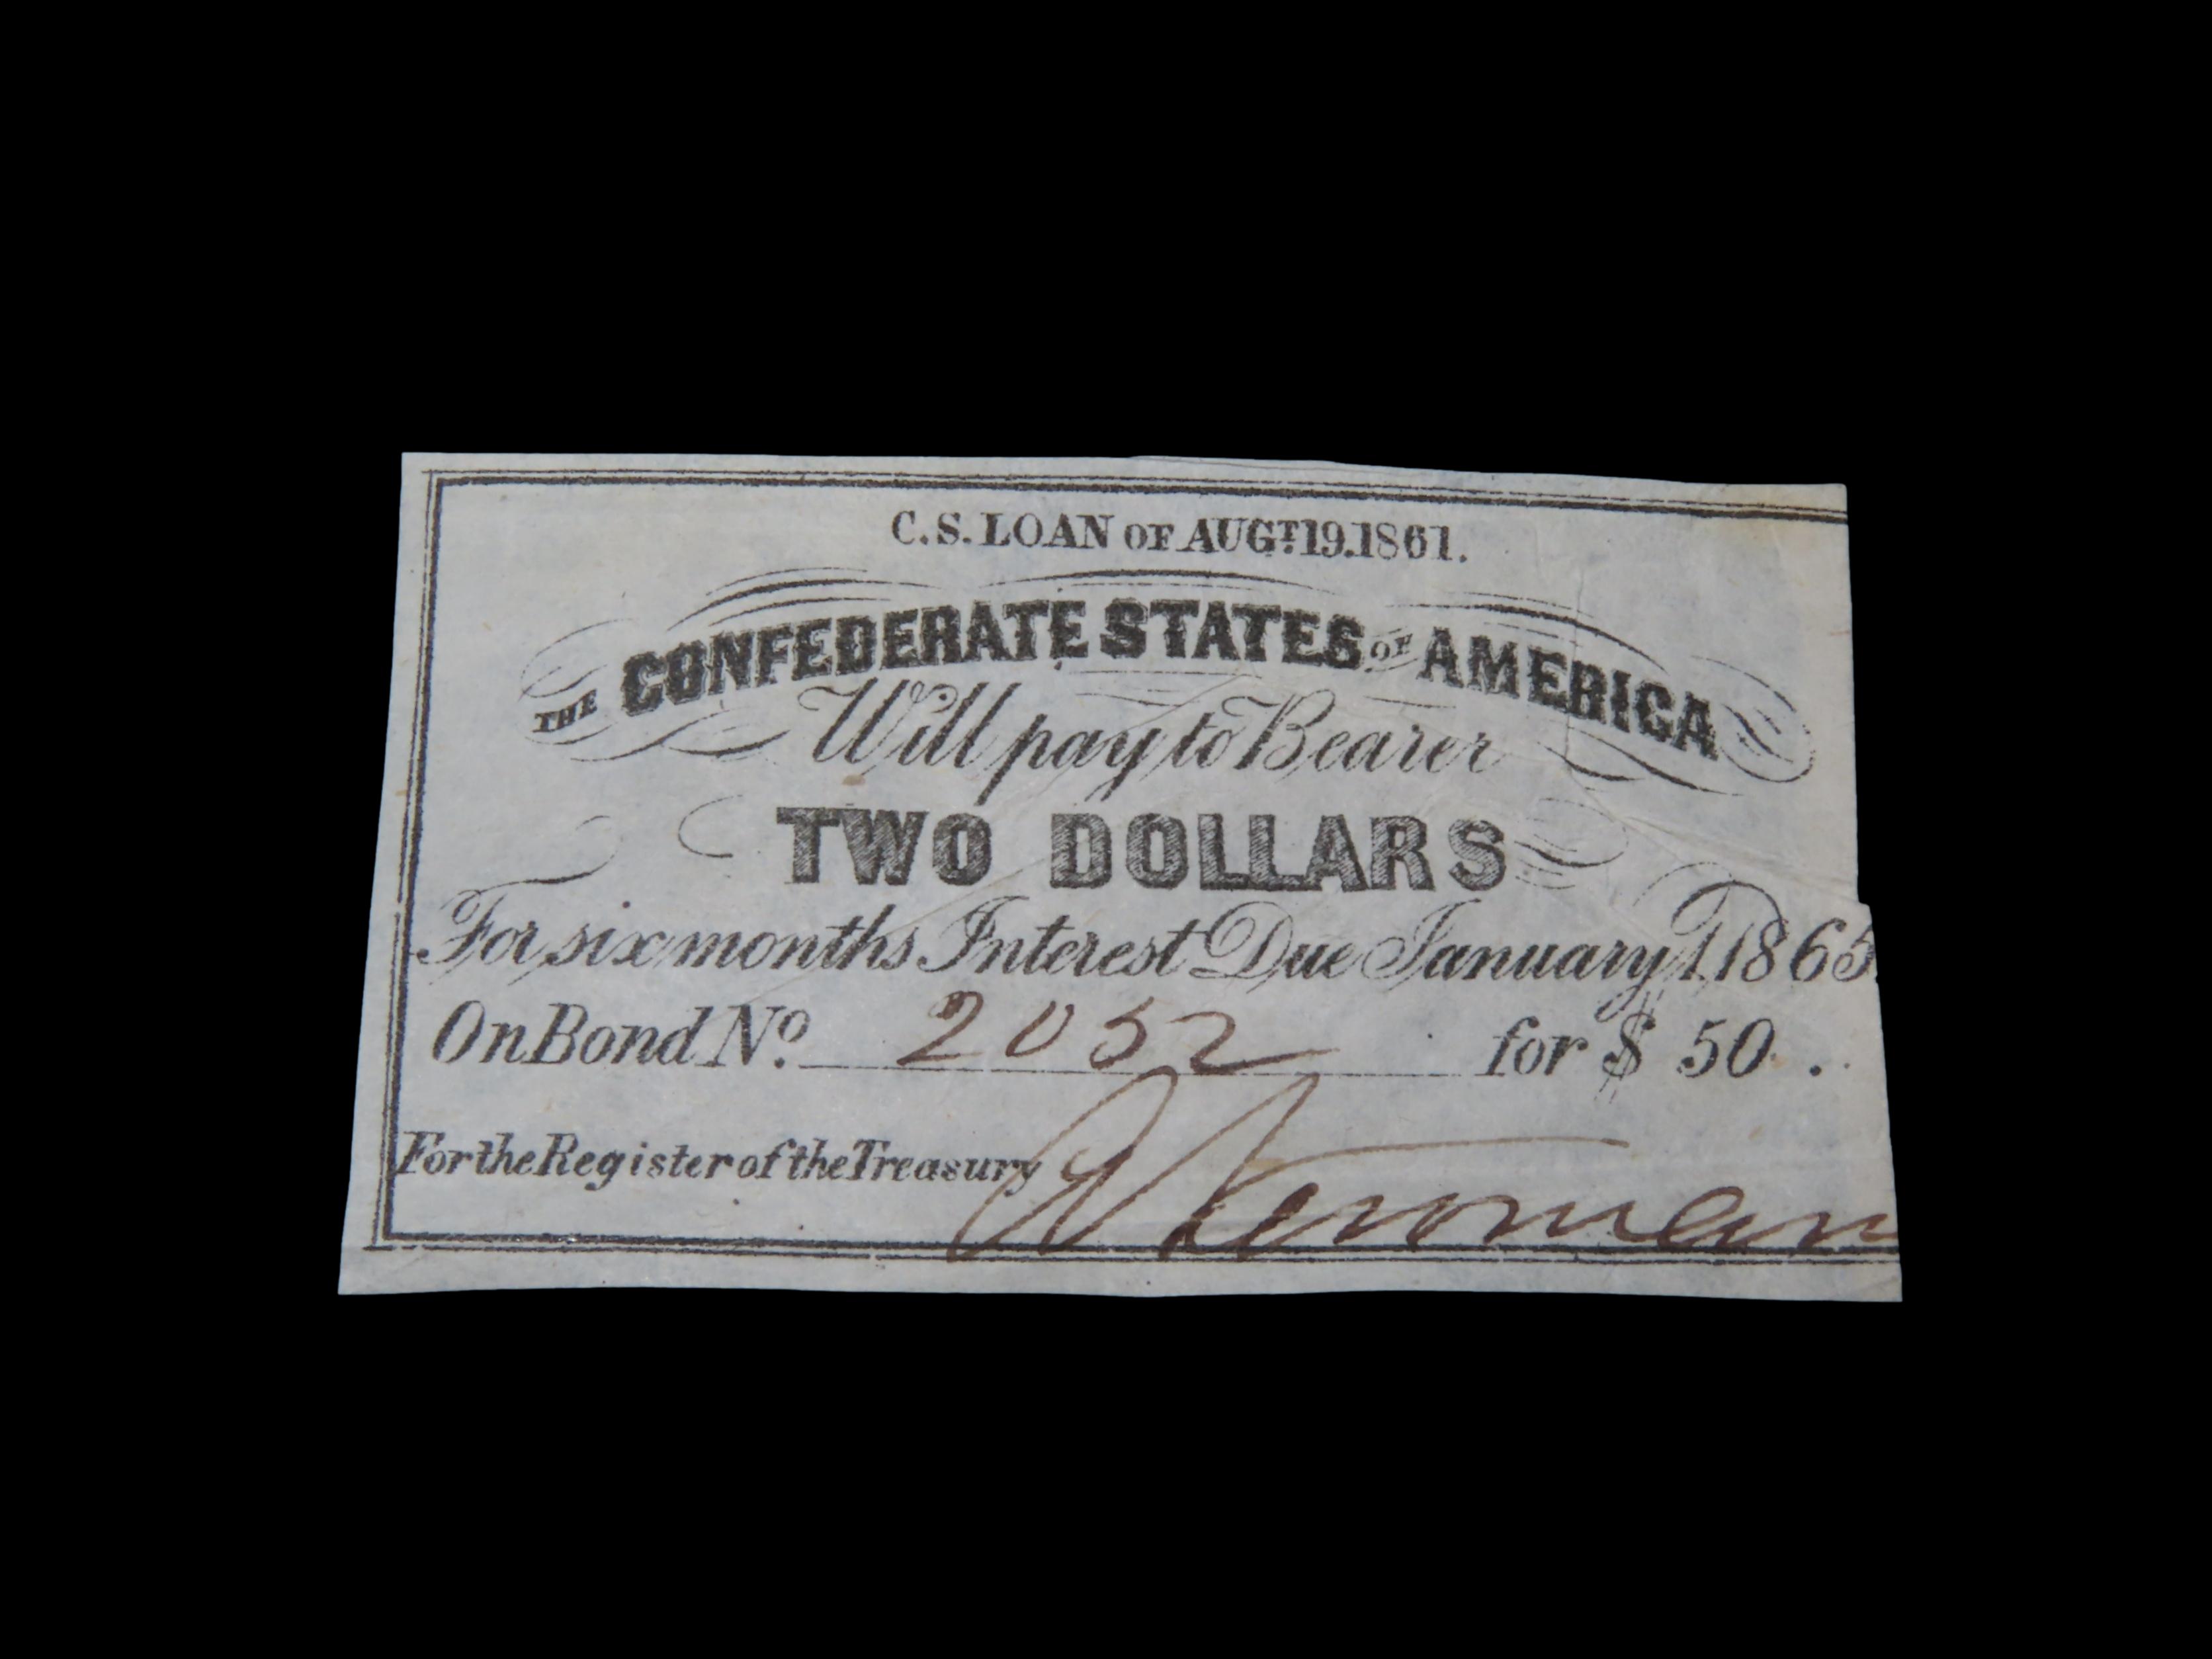 C. S. LOAN OF AUGT. 19. 1861.
THE CONFEDERATE STATES OF AMERICA
Will pay to Bearer
TWO DOLLARS
For six months Interest Due January 1, 1865
On Bond No. 2052 for $ 50.
For the Register of the Treasury